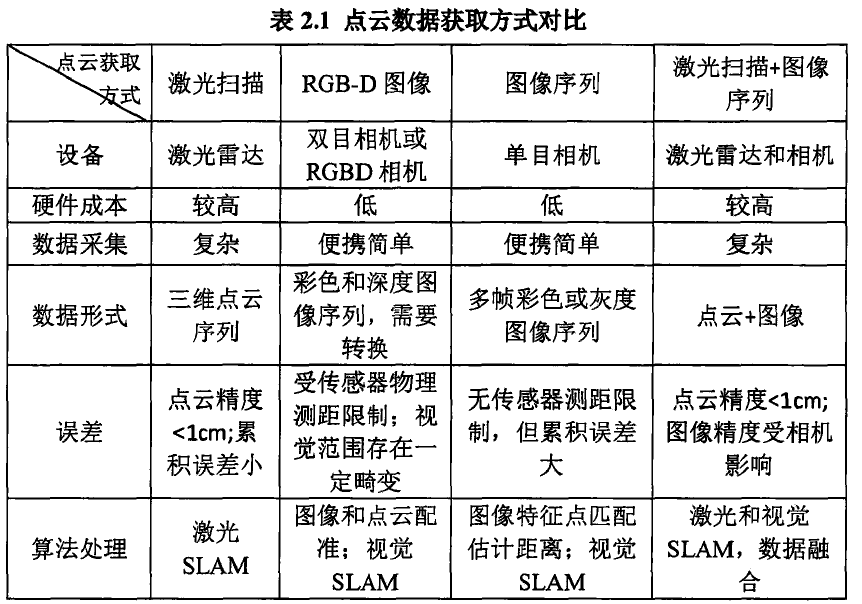 表 2.1 点云数据获取方式对比
点云获取
方式
激光扫描
RGB-D 图像
图像序列
激光扫描+图像
序列
设备
激光雷达
双目相机或
RGBD 相机
单目相机
激光雷达和相机
硬件成本
较高
低
低
较高
数据采集
复杂
便携简单
便携简单
复杂
数据形式
三维点云
序列
彩色和深度图
像序列，需要
转换
多帧彩色或灰度
图像序列
点云+图像
误差
点云精度
<1cm;累
积误差小
受传感器物理
测距限制；视
觉范围存在一
定畸变
无传感器测距限
制，但累积误差
大
点云精度<1cm;
图像精度受相机
影响
算法处理
激光
SLAM
图像和点云配
准；视觉
SLAM
图像特征点匹配
估计距离；视觉
SLAM
激光和视觉
SLAM，数据融
合